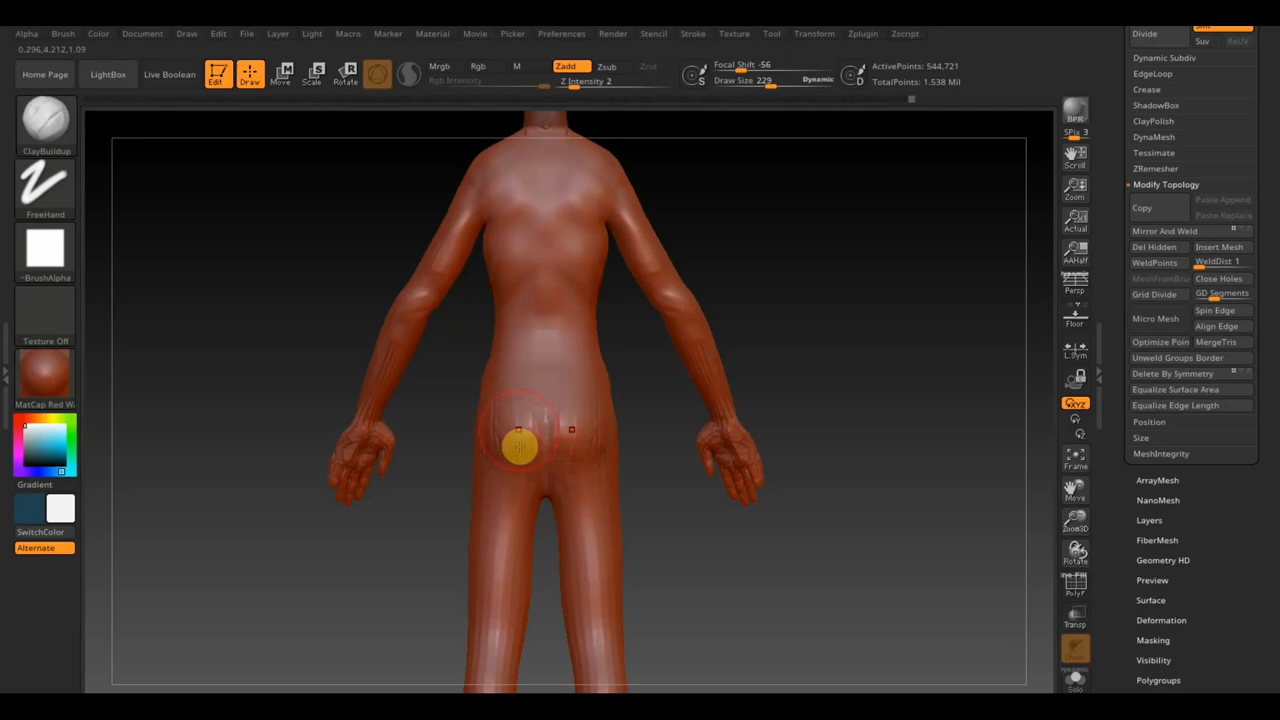 Alpha Brush Color Document Draw Edit File Layer Light Macro Marker Material Movie Picker Preferences Render Stencil Stroke Texture Tool Transform Zplugin Zscript
0.296,4.212,1.09
Home Page LightBox Live Boolean Edit Draw Move Scale Rotate
Mrgb Rgb M Zadd Zsub Zcut
Rgb Intensity Z Intensity 2
Focal Shift -56
Draw Size 229 Dynamic
ActivePoints: 544,721
TotalPoints: 1.538 Mil
ClayBuildup
FreeHand
~BrushAlpha
Texture Off
MatCap Red W
Gradient
SwitchColor
Alternate
BPR
SPix 3
Scroll
Zoom
Actual
AAHalf
Dynamic
Persp
Floor
L.Sym
XYZ
Y
Z
Frame
Move
Zoom3D
Rotate
PolyF
Transp
Dynamic
Solo
Divide
Suv ReUV
Dynamic Subdiv
EdgeLoop
Crease
ShadowBox
ClayPolish
DynaMesh
Tessimate
ZRemesher
Modify Topology
Copy Paste Append
Paste Replace
Mirror And Weld
Del Hidden Insert Mesh
WeldPoints WeldDist 1
MeshFromBru Close Holes
Grid Divide GD Segments
Micro Mesh Spin Edge
Align Edge
Optimize Poin MergeTris
Unweld Groups Border
Delete By Symmetry
Equalize Surface Area
Equalize Edge Length
Position
Size
MeshIntegrity
ArrayMesh
NanoMesh
Layers
FiberMesh
Geometry HD
Preview
Surface
Deformation
Masking
Visibility
Polygroups